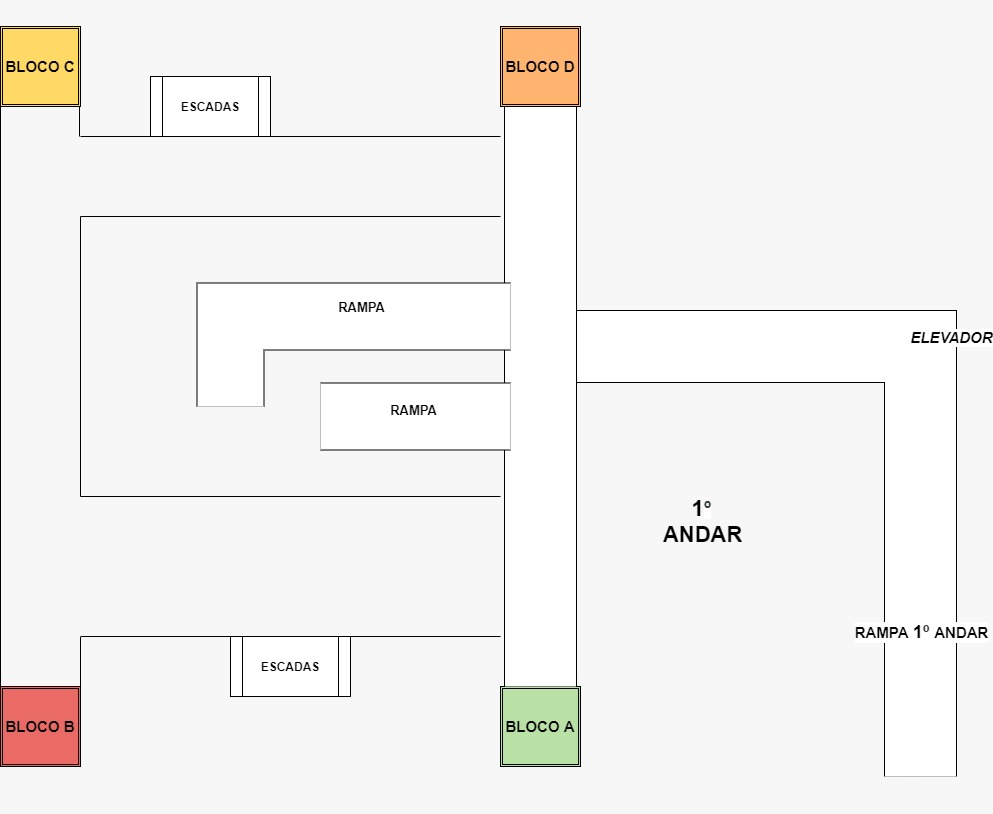 BLOCO C
BLOCO D
ESCADAS
RAMPA
ELEVADOR
RAMPA
1º
ANDAR
RAMPA 1º ANDAR
ESCADAS
BLOCO B
BLOCO A